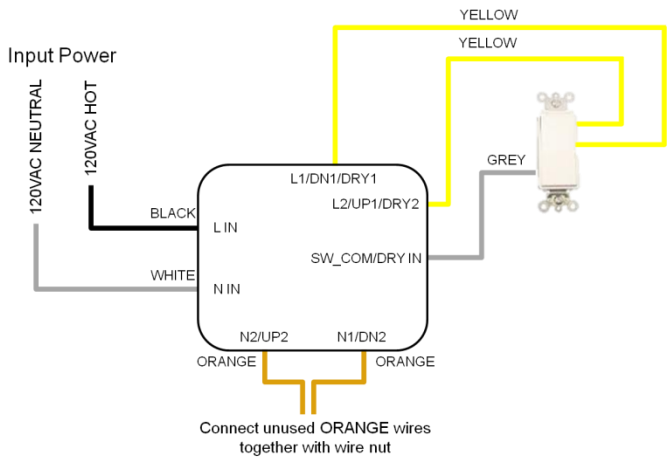 YELLOW
YELLOW
Input Power
120VAC NEUTRAL
120VAC HOT
GREY
L1/DN1/DRY1
L2/UP1/DRY2
BLACK
L IN
SW_COM/DRY IN
WHITE
N IN
N2/UP2
N1/DN2
ORANGE
ORANGE
Connect unused ORANGE wires
together with wire nut